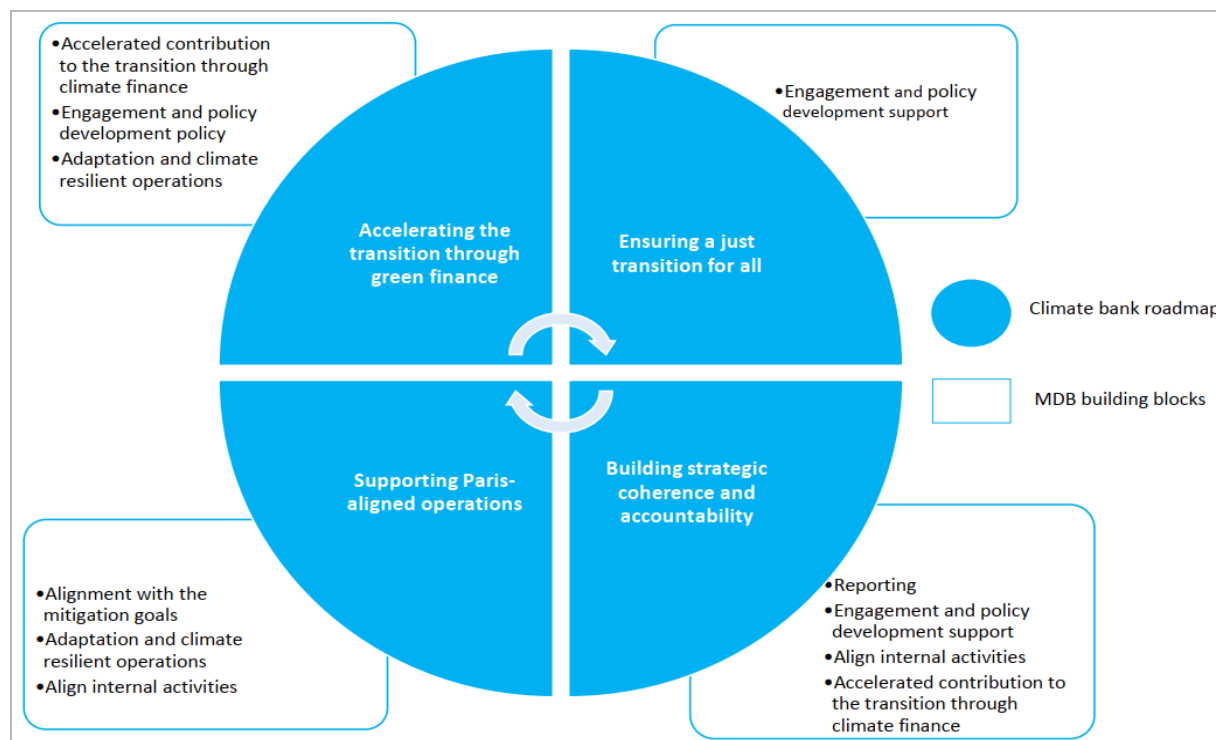 •Accelerated contribution
to the transition through
climate finance
•Engagement and policy
development policy
•Adaptation and climate
resilient operations
•Engagement and policy
development support
Accelerating the
transition through
green finance
Ensuring a just
transition for all
Climate bank roadmap
MDB building blocks
Supporting Paris-
aligned operations
Building strategic
coherence and
accountability
•Alignment with the
mitigation goals
•Adaptation and climate
resilient operations
•Align internal activities
•Reporting
•Engagement and policy
development support
•Align internal activities
•Accelerated contribution to
the transition through
climate finance